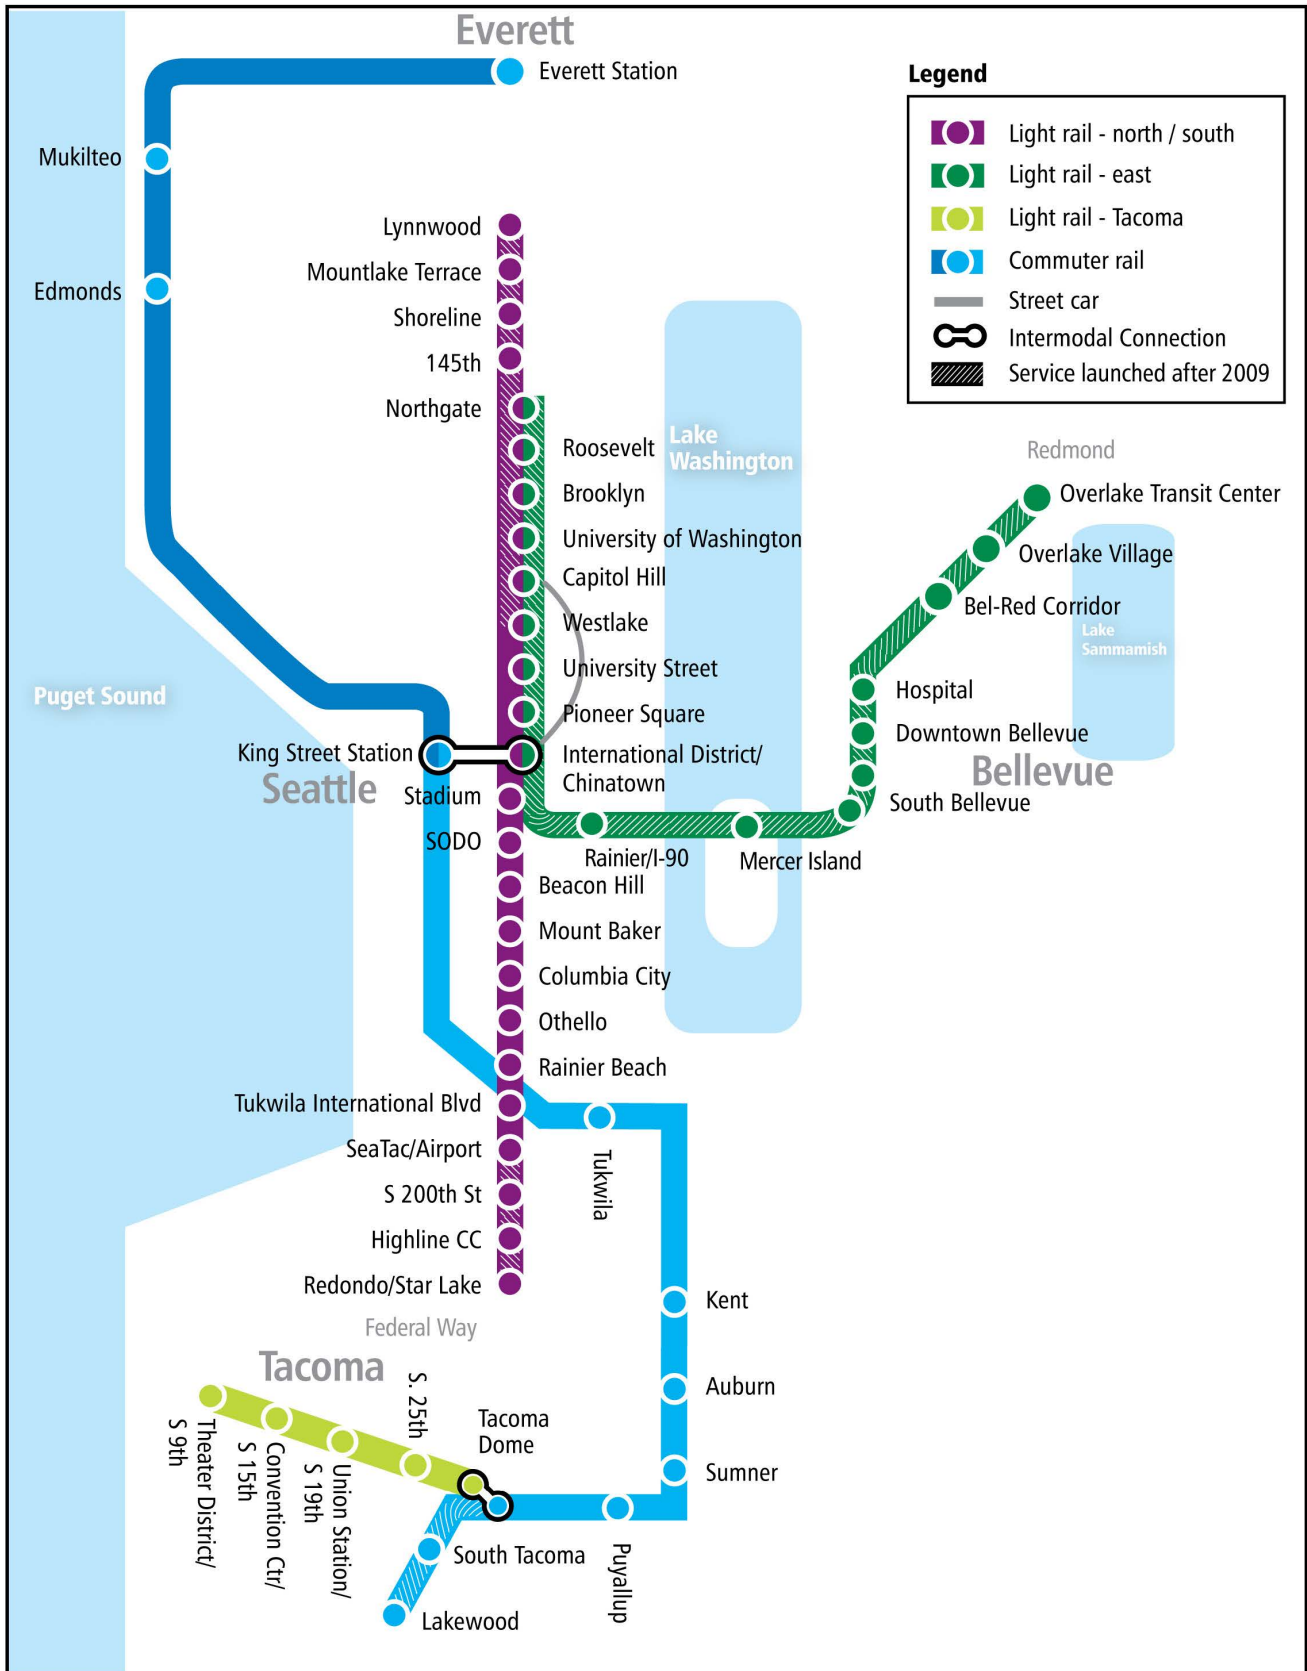 Everett
Everett Station
Legend
Light rail - north / south
Light rail - east
Light rail - Tacoma
Commuter rail
Street car
Intermodal Connection
Service launched after 2009
Mukilteo
Edmonds
Lynnwood
Mountlake Terrace
Shoreline
145th
Northgate
Roosevelt
Brooklyn
University of Washington
Capitol Hill
Westlake
University Street
Pioneer Square
International District/
Chinatown
Lake
Washington
Redmond
Overlake Transit Center
Overlake Village
Bel-Red Corridor
Lake
Sammamish
Hospital
Downtown Bellevue
Bellevue
South Bellevue
Puget Sound
King Street Station
Seattle
Stadium
SODO
Rainier/I-90
Mercer Island
Beacon Hill
Mount Baker
Columbia City
Othello
Rainier Beach
Tukwila International Blvd
SeaTac/Airport
S 200th St
Highline CC
Redondo/Star Lake
Federal Way
Tukwila
Kent
Auburn
Sumner
Tacoma
Theater District/
S 9th
Convention Ctr/
S 15th
Union Station/
S 19th
S. 25th
Tacoma
Dome
South Tacoma
Puyallup
Lakewood